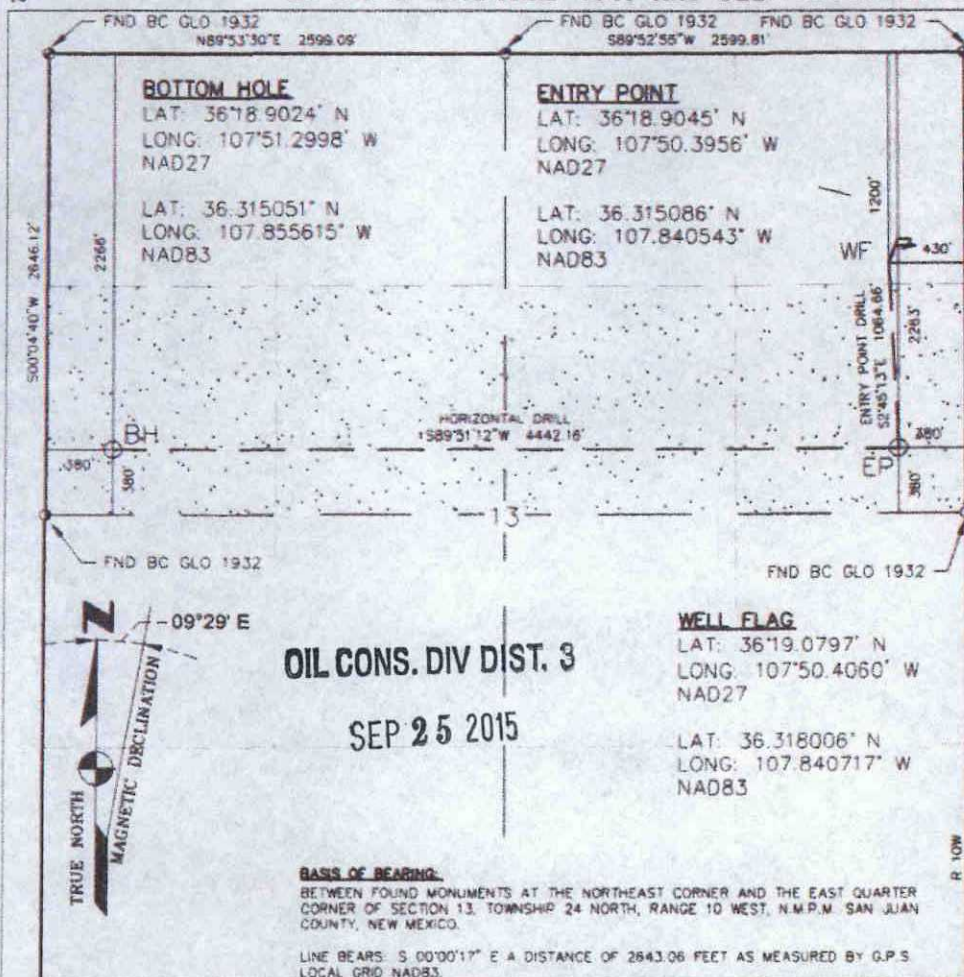 FND BC GLO 1932
FND BC GLO 1932
FND BC GLO 1932
N89°53'30"E 2599.09'
S89°52'55"W 2599.81'
BOTTOM HOLE
LAT: 36°18.9024' N
LONG: 107°51.2998' W
NAD27
LAT: 36.315051° N
LONG: 107.855615° W
NAD83
ENTRY POINT
LAT: 36°18.9045' N
LONG: 107°50.3956' W
NAD27
LAT: 36.315086° N
LONG: 107.840543° W
NAD83
S00°04'40"W 2646.12'
2266'
1200'
WF
430'
ENTRY POINT DRILL
S2°45'13"E 1064.66'
2263'
HORIZONTAL DRILL
S89°51'12"W 4442.16'
BH
380'
380'
EP
380'
380'
13
FND BC GLO 1932
FND BC GLO 1932
09°29' E
N
TRUE NORTH
MAGNETIC DECLINATION
OIL CONS. DIV DIST. 3
SEP 25 2015
WELL FLAG
LAT: 36°19.0797' N
LONG: 107°50.4060' W
NAD27
LAT: 36.318006° N
LONG: 107.840717° W
NAD83
R 10W
BASIS OF BEARING:
BETWEEN FOUND MONUMENTS AT THE NORTHEAST CORNER AND THE EAST QUARTER
CORNER OF SECTION 13, TOWNSHIP 24 NORTH, RANGE 10 WEST, N.M.P.M. SAN JUAN
COUNTY, NEW MEXICO.
LINE BEARS: S 00°00'17" E A DISTANCE OF 2643.06 FEET AS MEASURED BY G.P.S.
LOCAL GRID NAD83.